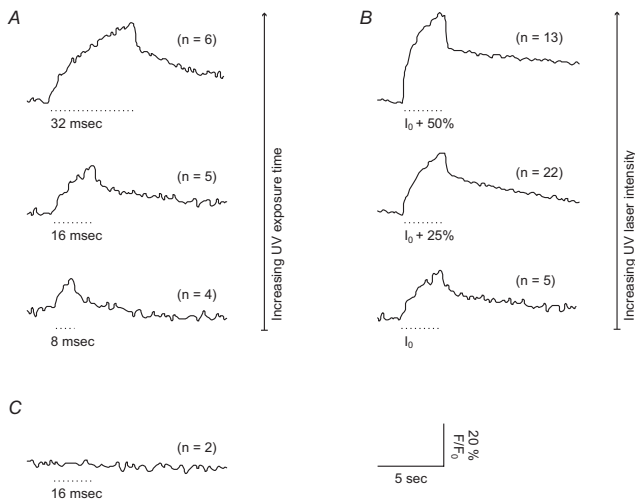 A
(n = 6)
32 msec
(n = 5)
16 msec
(n = 4)
8 msec
Increasing UV exposure time
B
(n = 13)
I0 + 50%
(n = 22)
I0 + 25%
(n = 5)
I0
Increasing UV laser intensity
C
(n = 2)
16 msec
20 %
F/F0
5 sec